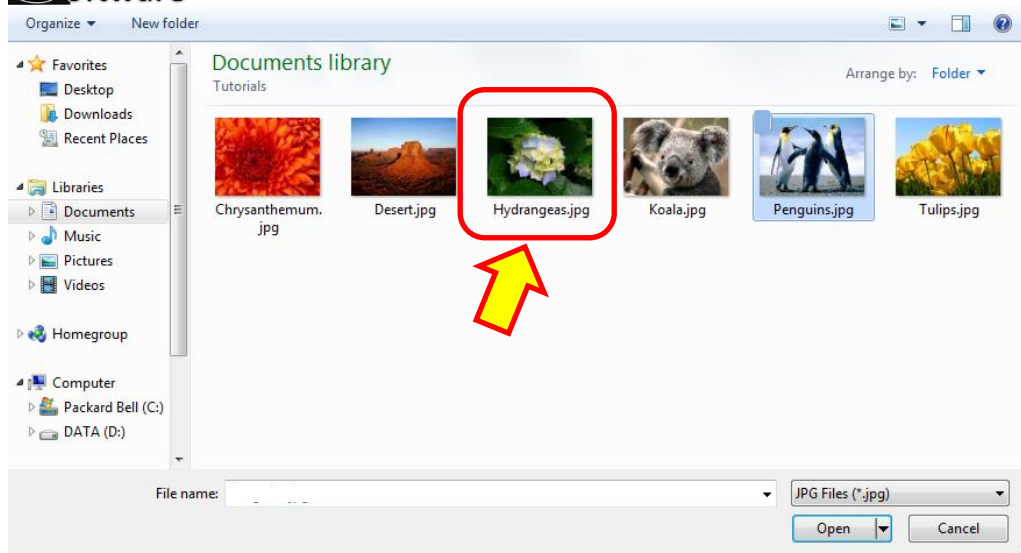 Organize
New folder
Favorites
Desktop
Downloads
Recent Places
Libraries
Documents
Music
Pictures
Videos
Homegroup
Computer
Packard Bell (C:)
DATA (D:)
Documents library
Tutorials
Arrange by: Folder
Chrysanthemum.
jpg
Desert.jpg
Hydrangeas.jpg
Koala.jpg
Penguins.jpg
Tulips.jpg
File name:
JPG Files (*.jpg)
Open
Cancel